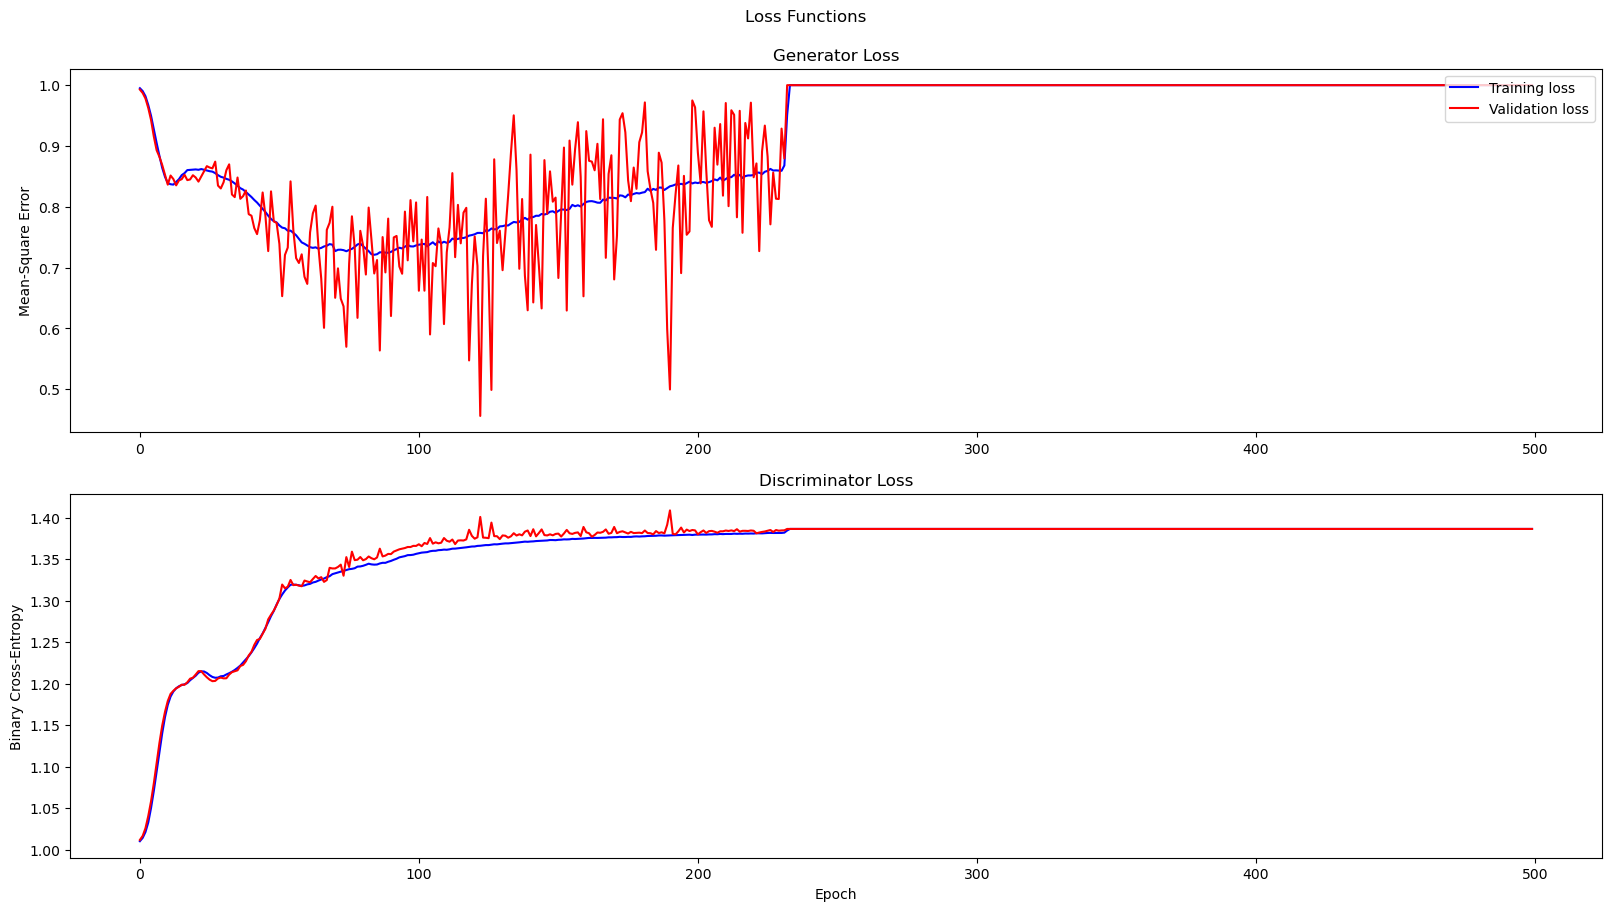 Loss Functions
Generator Loss
Mean-Square Error
1.0
0.9
0.8
0.7
0.6
0.5
Training loss
Validation loss
0 100 200 300 400 500
Discriminator Loss
Binary Cross-Entropy
1.40
1.35
1.30
1.25
1.20
1.15
1.10
1.05
1.00
0 100 200 300 400 500
Epoch